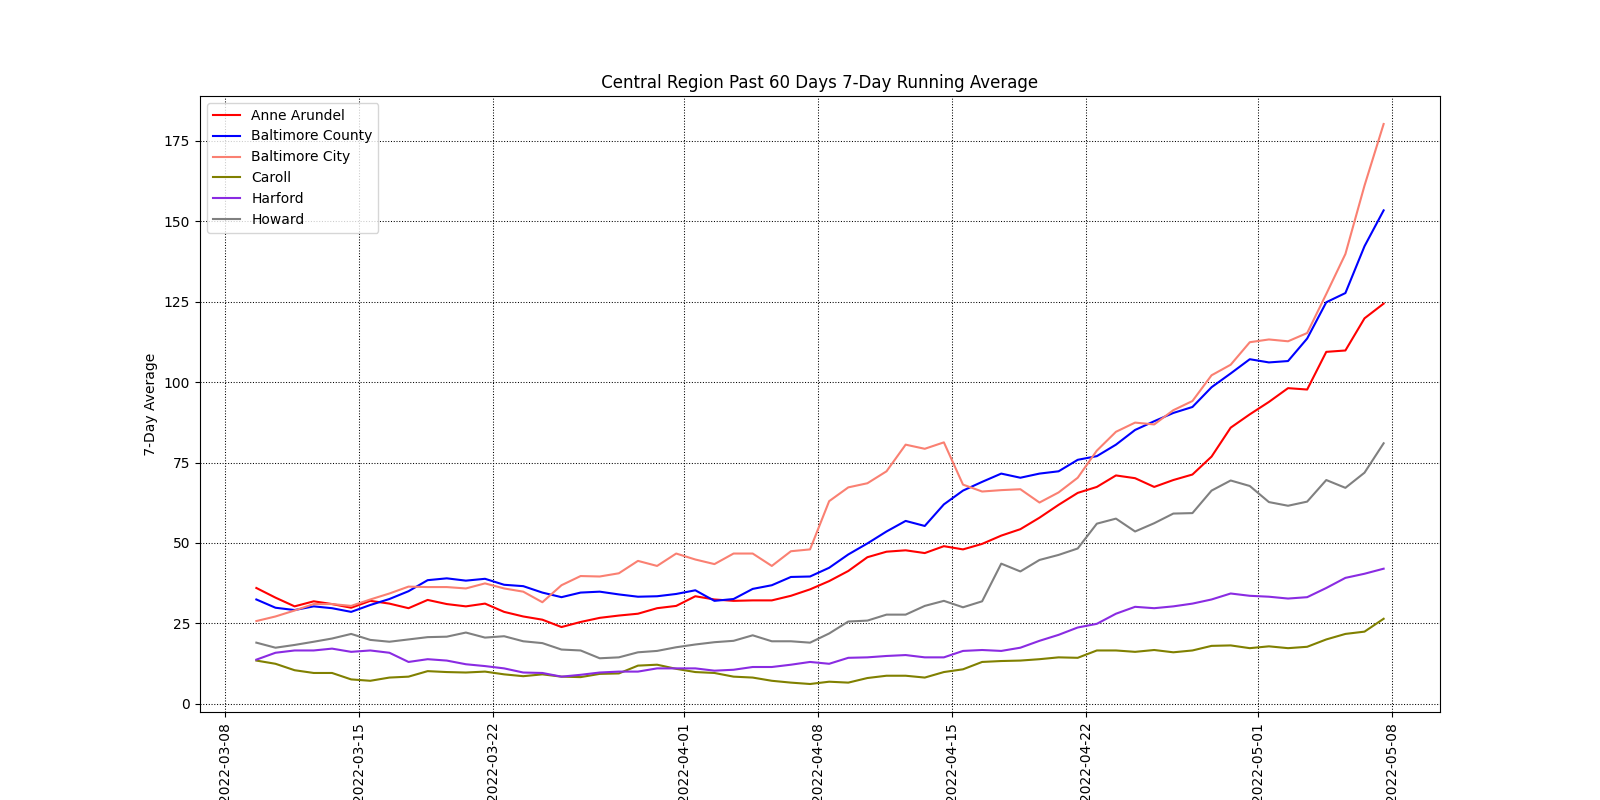 Central Region Past 60 Days 7-Day Running Average
Anne Arundel
Baltimore County
Baltimore City
Caroll
Harford
Howard
7-Day Average
175
150
125
100
75
50
25
0
2022-03-08
2022-03-15
2022-03-22
2022-04-01
2022-04-08
2022-04-15
2022-04-22
2022-05-01
2022-05-08